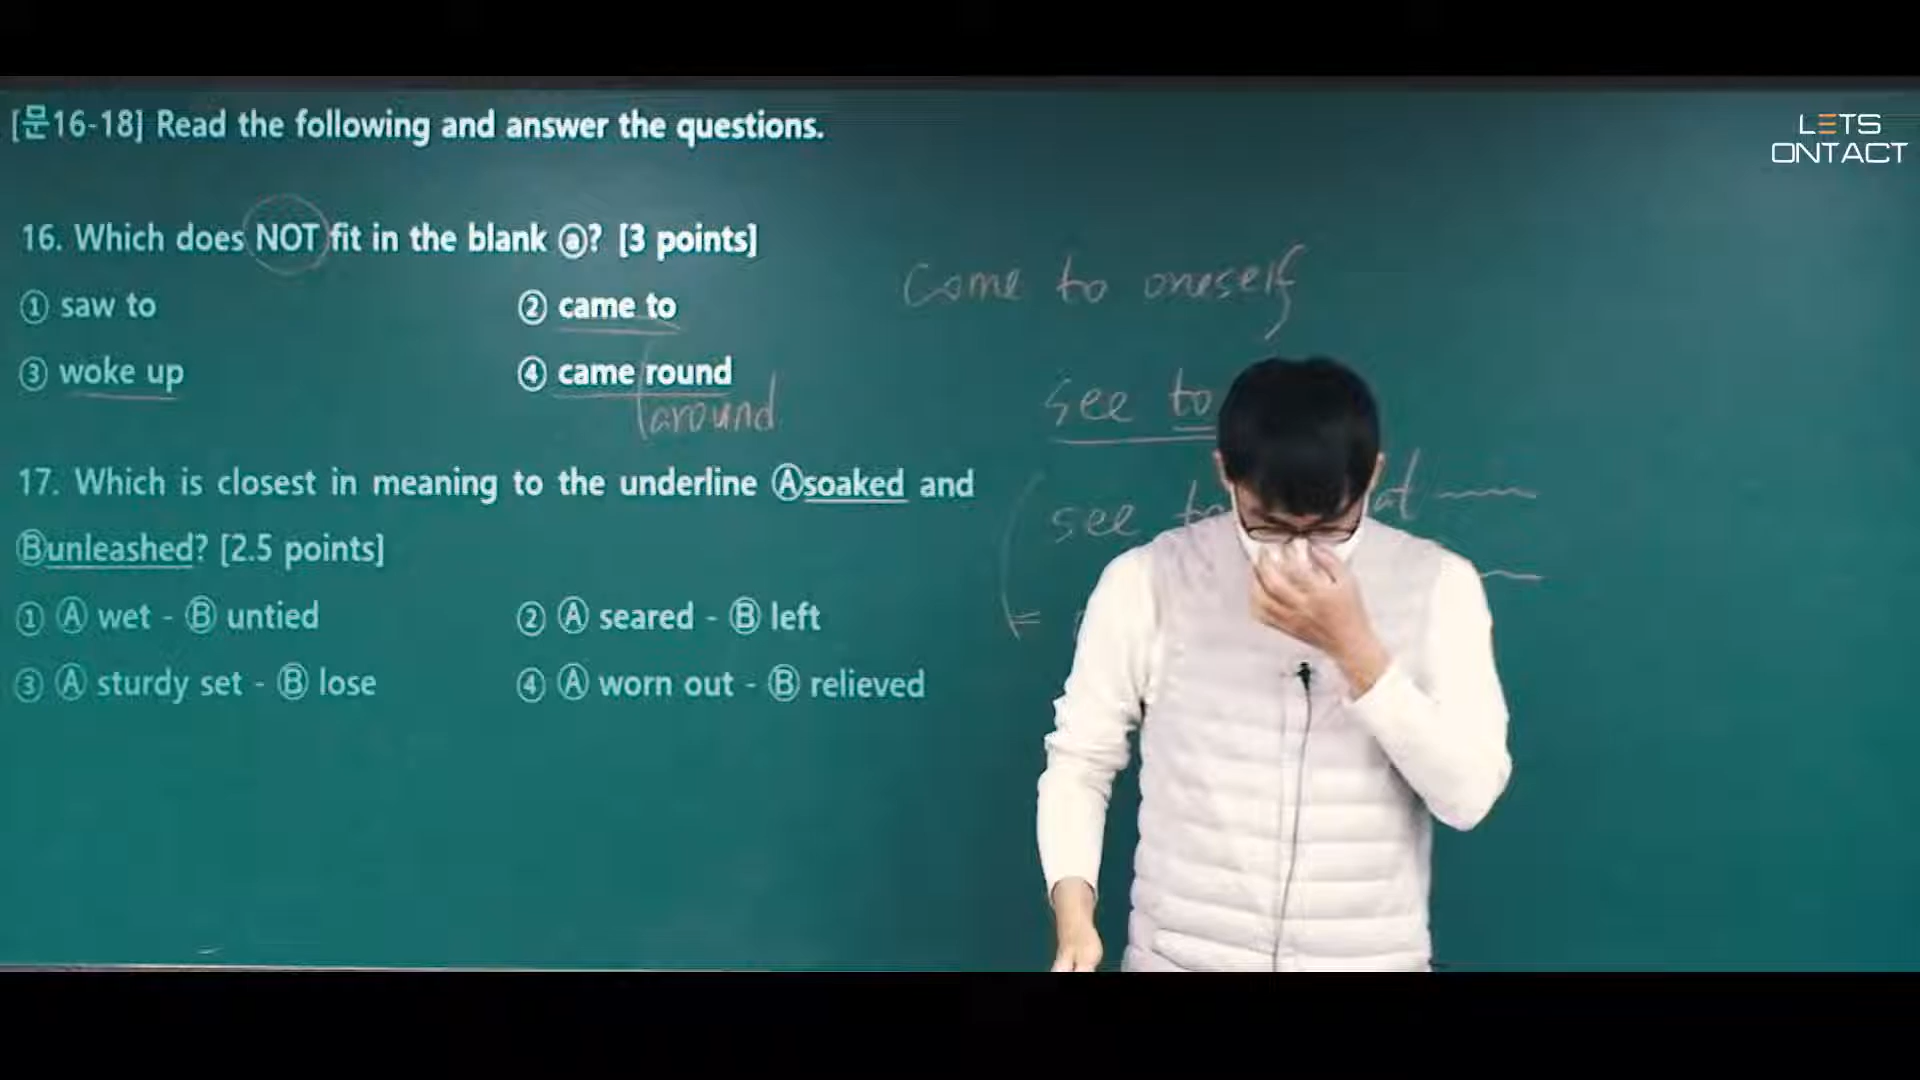 [문16-18] Read the following and answer the questions.
LETS
ONTACT
16. Which does NOT fit in the blank ⓐ? [3 points]
① saw to
② came to
③ woke up
④ came round
(around
come to oneself
see to
see
17. Which is closest in meaning to the underline Ⓐsoaked and
Ⓑunleashed? [2.5 points]
① Ⓐ wet - Ⓑ untied
② Ⓐ seared - Ⓑ left
③ Ⓐ sturdy set - Ⓑ lose
④ Ⓐ worn out - Ⓑ relieved